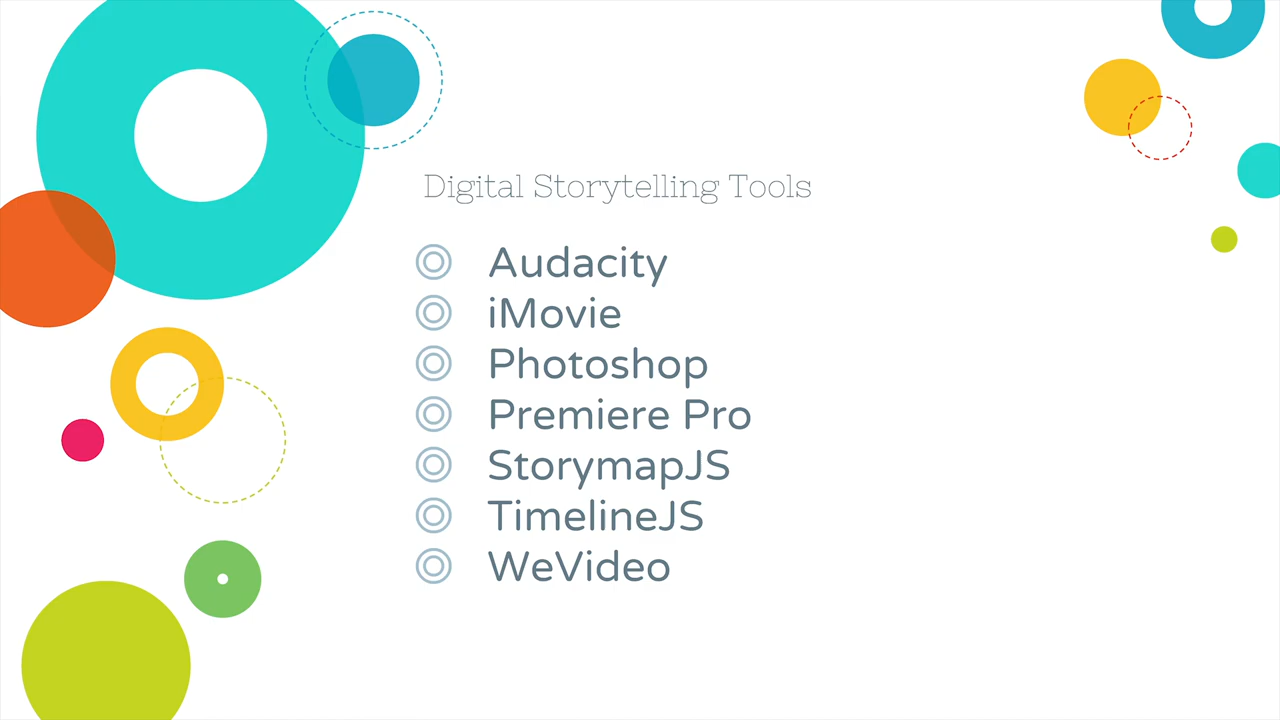 Digital Storytelling Tools
Audacity
iMovie
Photoshop
Premiere Pro
StorymapJS
TimelineJS
WeVideo